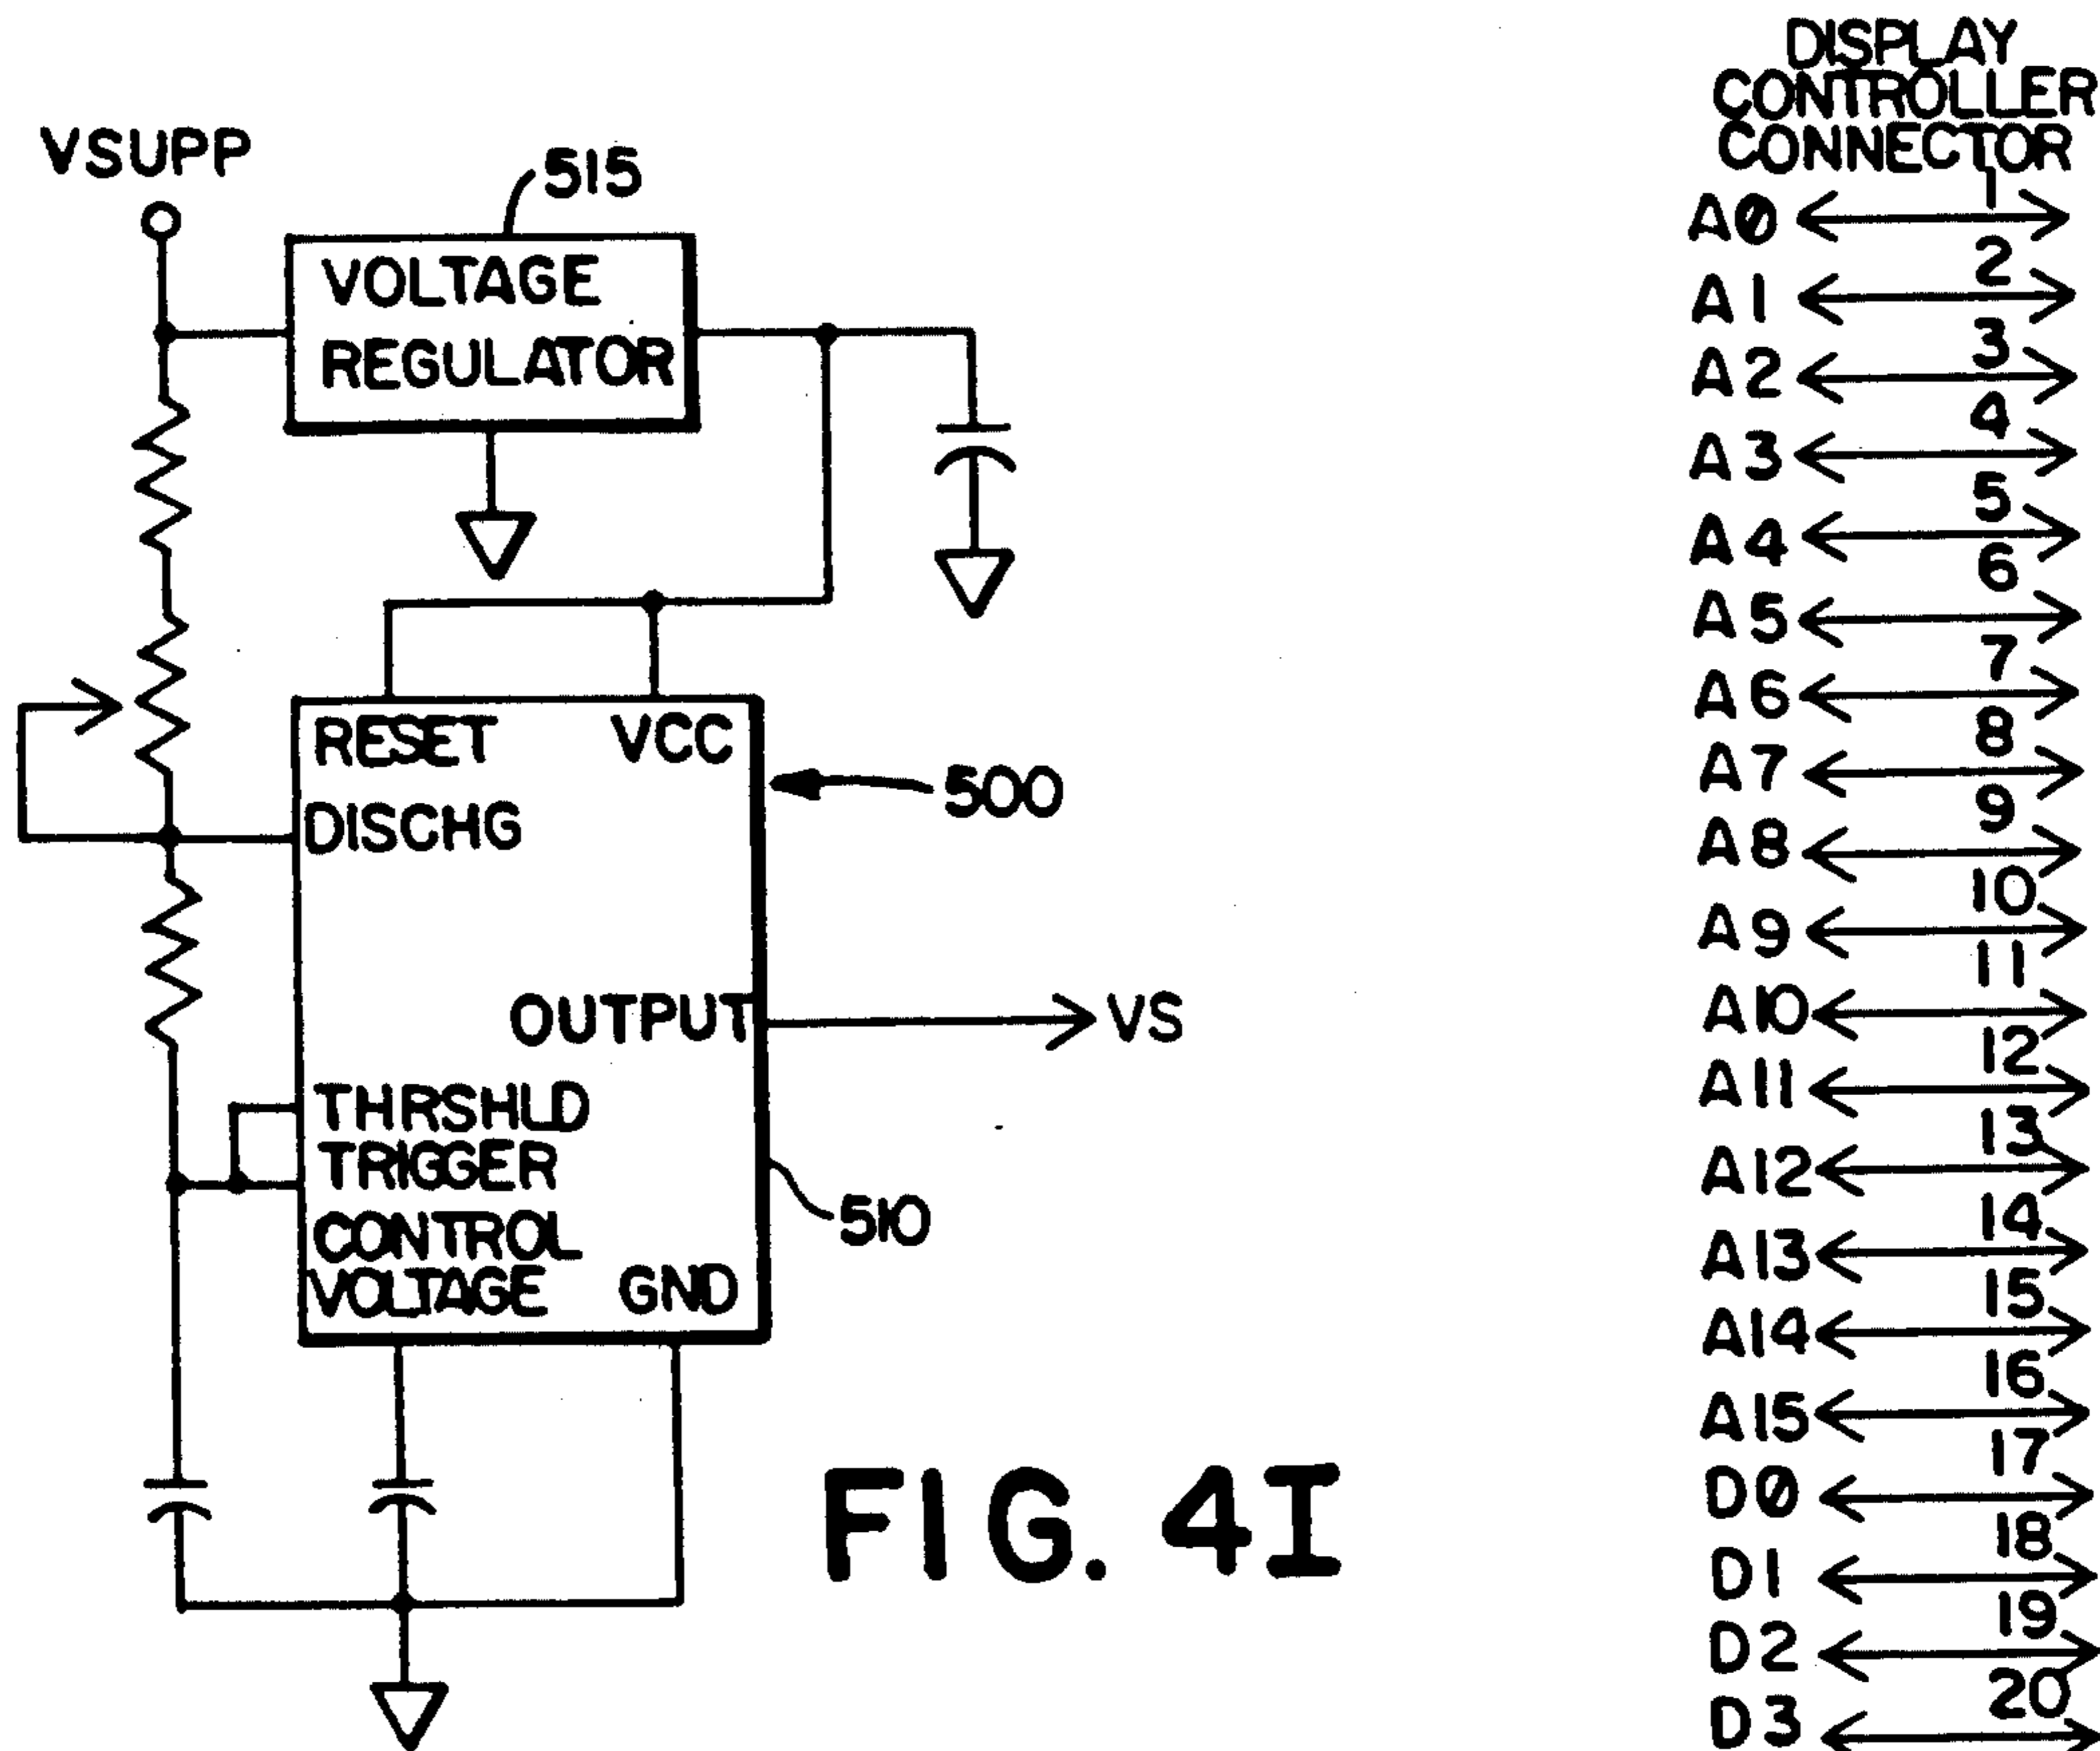 VSUPP
515
VOLTAGE
REGULATOR
RESET VCC
DISCHG
500
OUTPUT
VS
THRSHLD
TRIGGER
510
CONTROL
VOLTAGE GND
FIG. 4I
DISPLAY
CONTROLLER
CONNECTOR
A0 1
A1 2
A2 3
A3 4
A4 5
A5 6
A6 7
A7 8
A8 9
A9 10
A10 11
A11 12
A12 13
A13 14
A14 15
A15 16
D0 17
D1 18
D2 19
D3 20